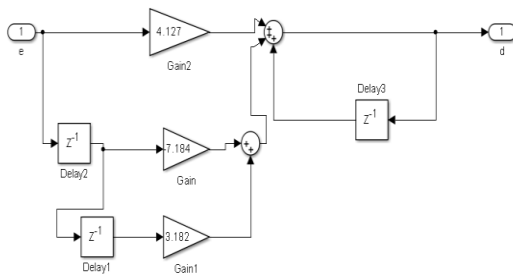 1
e
4.127
Gain2
1
d
Delay3
Z-1
Z-1
Delay2
-7.184
Gain
Z-1
Delay1
3.182
Gain1